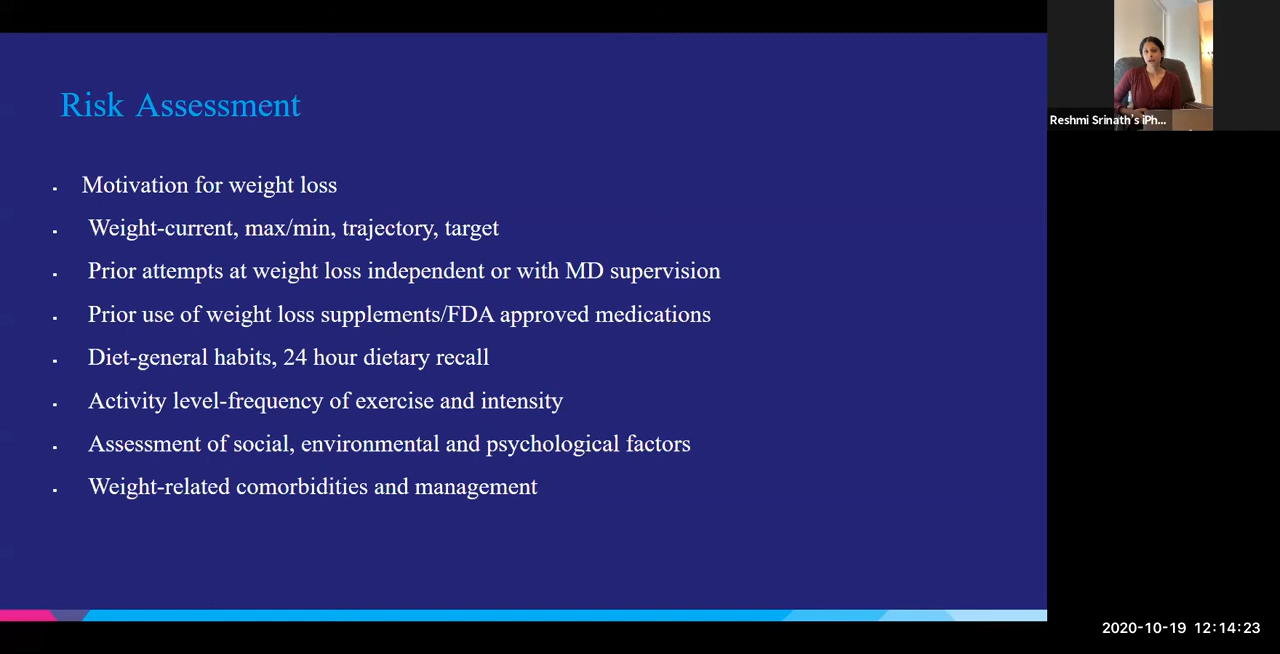 Risk Assessment
▪ Motivation for weight loss
▪ Weight-current, max/min, trajectory, target
▪ Prior attempts at weight loss independent or with MD supervision
▪ Prior use of weight loss supplements/FDA approved medications
▪ Diet-general habits, 24 hour dietary recall
▪ Activity level-frequency of exercise and intensity
▪ Assessment of social, environmental and psychological factors
▪ Weight-related comorbidities and management
Reshmi Srinath's iPh...
2020-10-19 12:14:23